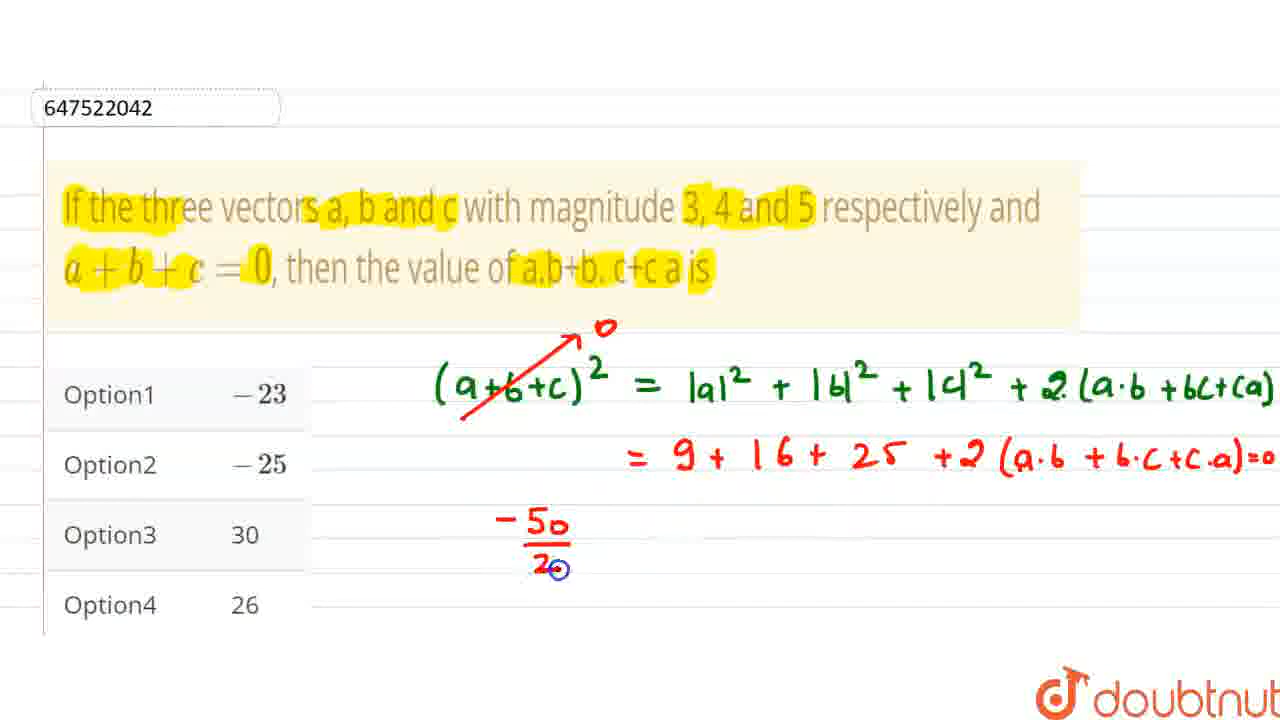 647522042
If the three vectors a, b and c with magnitude 3, 4 and 5 respectively and
a + b + c = 0, then the value of a.b+b. c+c a is
0
(a+b+c)² = |a|² + |b|² + |c|² + 2.(a·b + bc+ca)
= 9 + 16 + 25 + 2 (a.b + b.c+c.a)=0
Option1 −23
Option2 −25
- 50
2
Option3 30
Option4 26
doubtnut